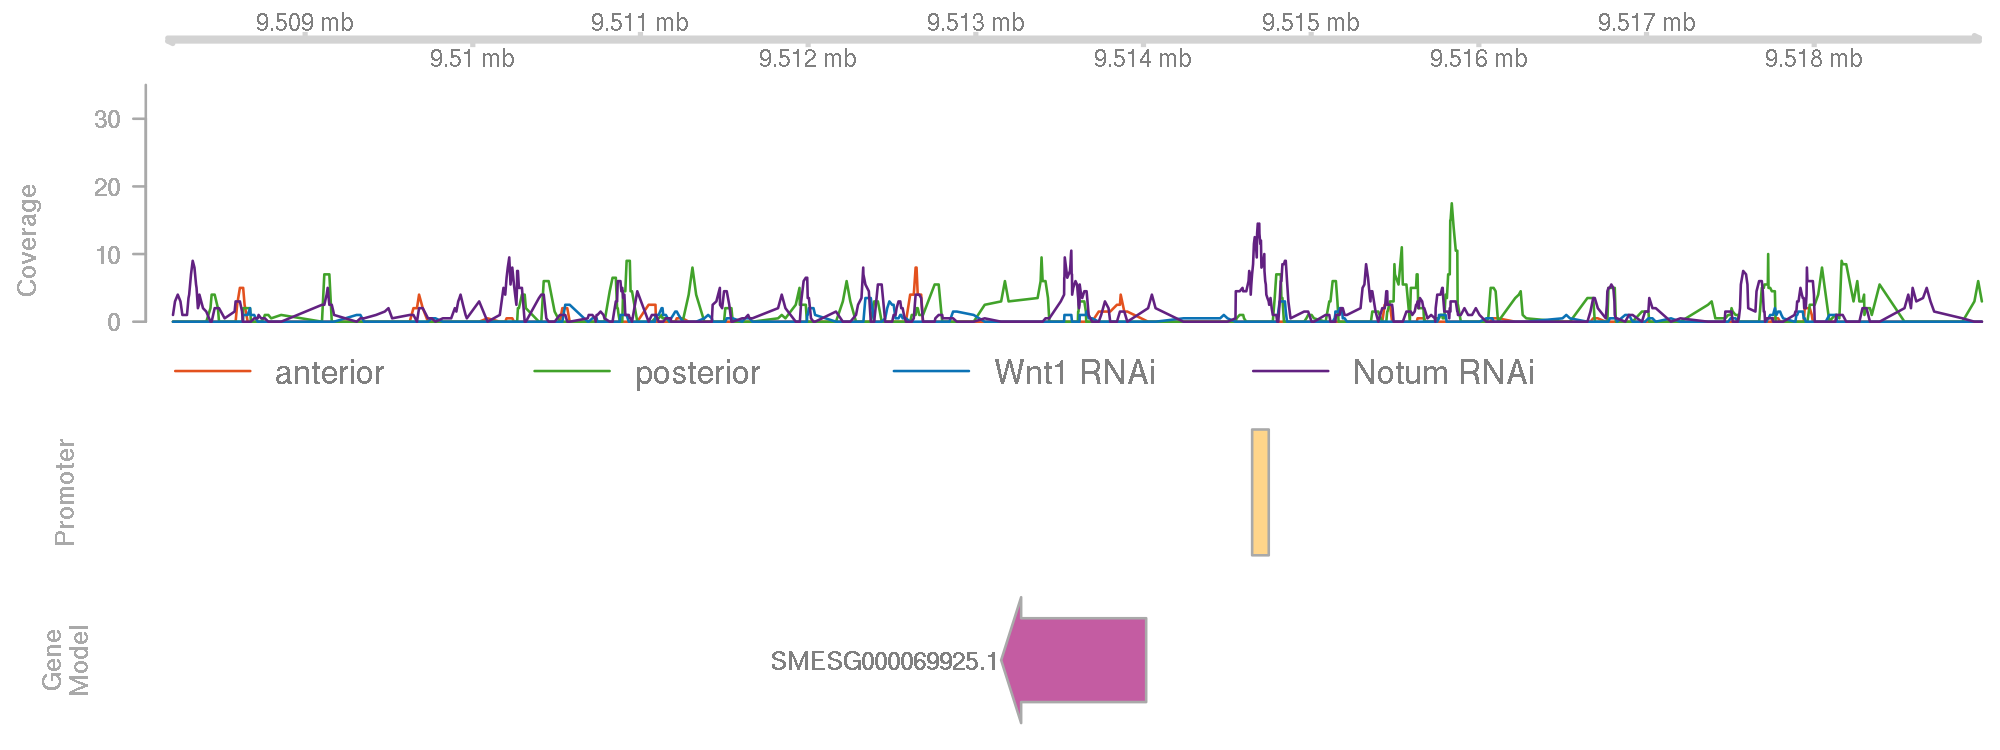 9.509 mb 9.511 mb 9.513 mb 9.515 mb 9.517 mb
9.51 mb 9.512 mb 9.514 mb 9.516 mb 9.518 mb
Coverage
30
20
10
0
anterior posterior Wnt1 RNAi Notum RNAi
Promoter
Gene
Model
SMESG000069925.1